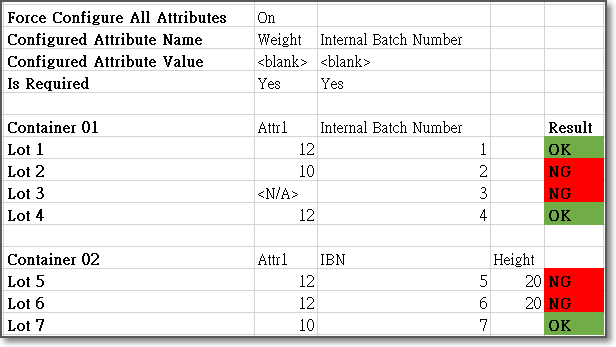 Force Configure All Attributes On
Configured Attribute Name Weight Internal Batch Number
Configured Attribute Value <blank> <blank>
Is Required Yes Yes
Container 01 Attr1 Internal Batch Number Result
Lot 1 12 1 OK
Lot 2 10 2 NG
Lot 3 <N/A> 3 NG
Lot 4 12 4 OK
Container 02 Attr1 IBN Height
Lot 5 12 5 20 NG
Lot 6 12 6 20 NG
Lot 7 10 7 OK